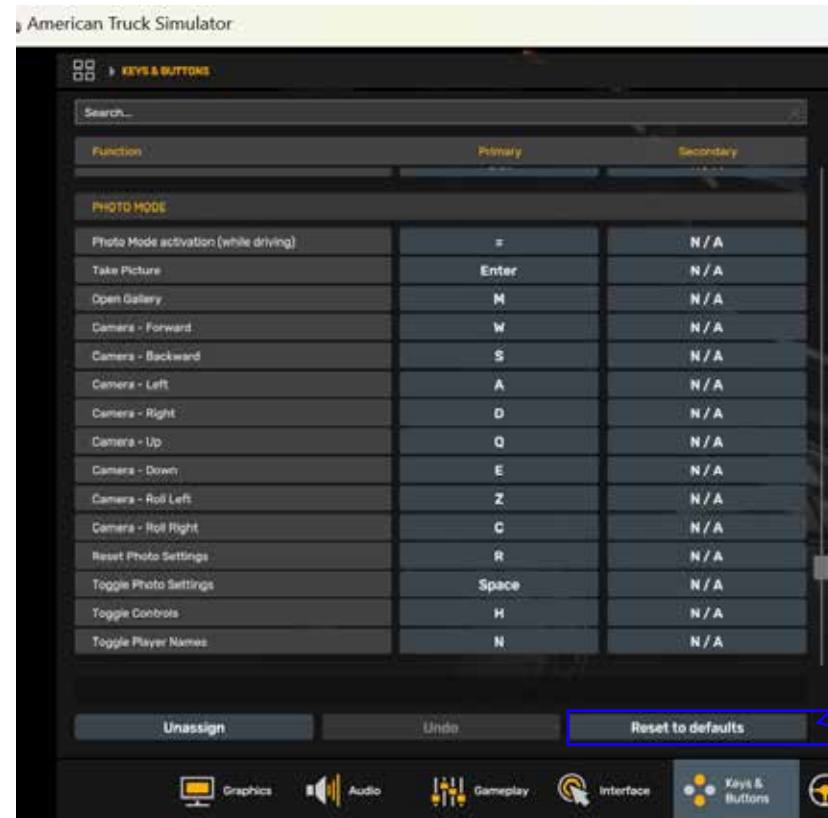 American Truck Simulator
KEYS & BUTTONS
Search...
Function Primary Secondary
PHOTO MODE
Photo Mode activation (while driving) = N / A
Take Picture Enter N / A
Open Gallery M N / A
Camera - Forward W N / A
Camera - Backward S N / A
Camera - Left A N / A
Camera - Right D N / A
Camera - Up Q N / A
Camera - Down E N / A
Camera - Roll Left Z N / A
Camera - Roll Right C N / A
Reset Photo Settings R N / A
Toggle Photo Settings Space N / A
Toggle Controls H N / A
Toggle Player Names N N / A
Unassign Undo Reset to defaults
Graphics Audio Gameplay Interface Keys & Buttons